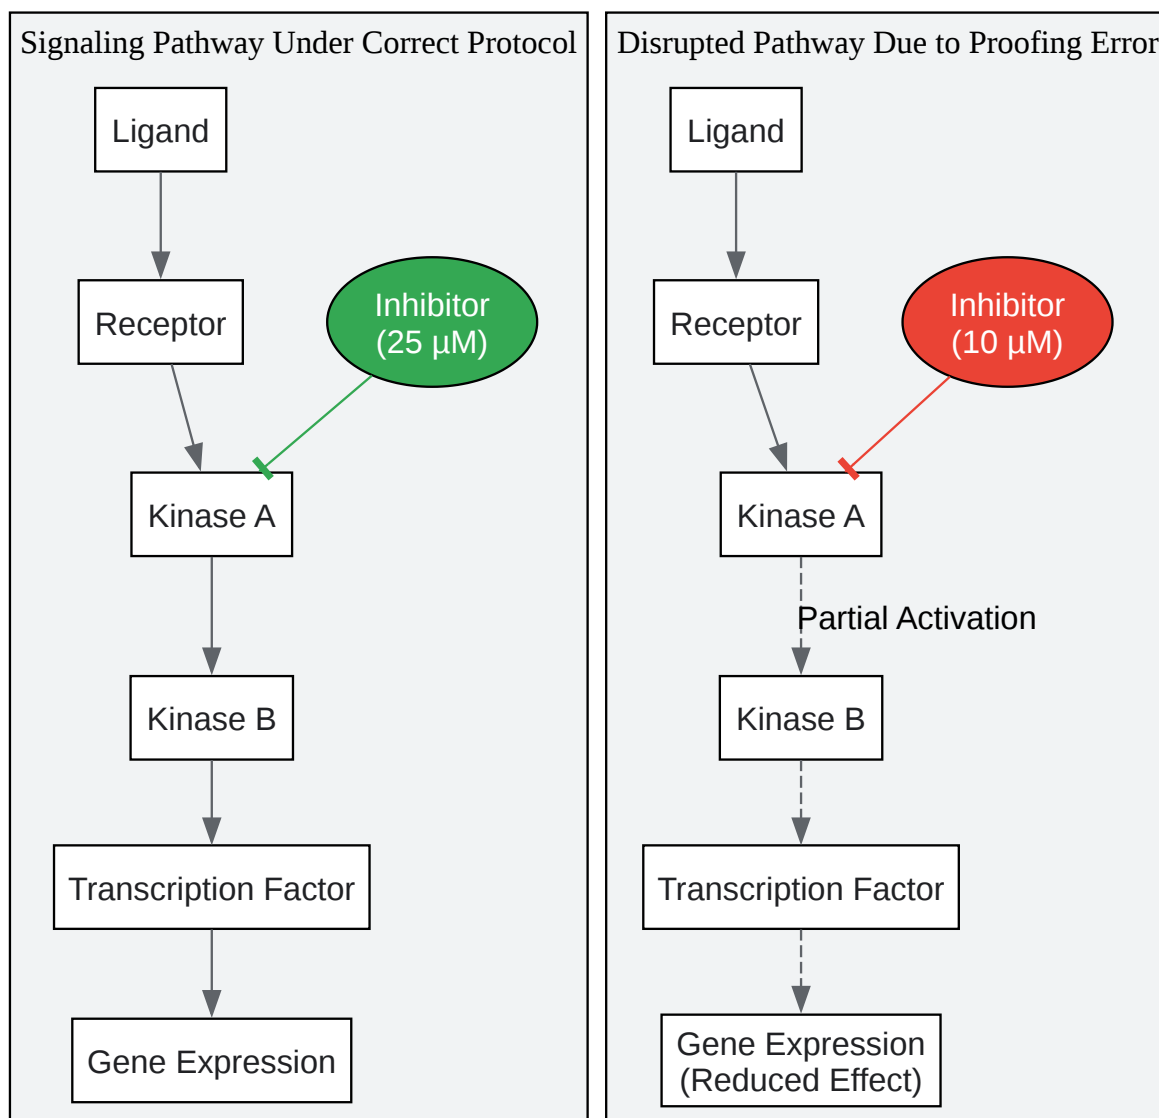 Signaling Pathway Under Correct Protocol
Ligand
Receptor
Inhibitor
(25 µM)
Kinase A
Kinase B
Transcription Factor
Gene Expression
Disrupted Pathway Due to Proofing Error
Ligand
Receptor
Inhibitor
(10 µM)
Kinase A
Partial Activation
Kinase B
Transcription Factor
Gene Expression
(Reduced Effect)